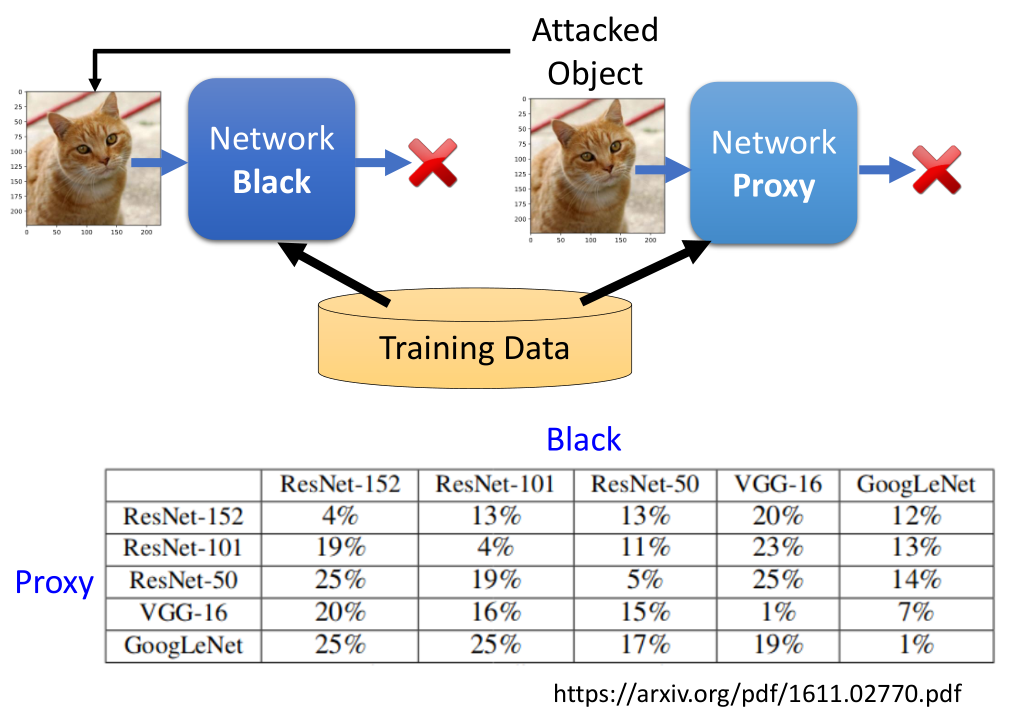 Attacked
Object
0
25
50
75
100
125
150
175
200
0 50 100 150 200
Network
Black
0
25
50
75
100
125
150
175
200
0 50 100 150 200
Network
Proxy
Training Data
Black
ResNet-152 ResNet-101 ResNet-50 VGG-16 GoogLeNet
ResNet-152 4% 13% 13% 20% 12%
ResNet-101 19% 4% 11% 23% 13%
Proxy
ResNet-50 25% 19% 5% 25% 14%
VGG-16 20% 16% 15% 1% 7%
GoogLeNet 25% 25% 17% 19% 1%
https://arxiv.org/pdf/1611.02770.pdf